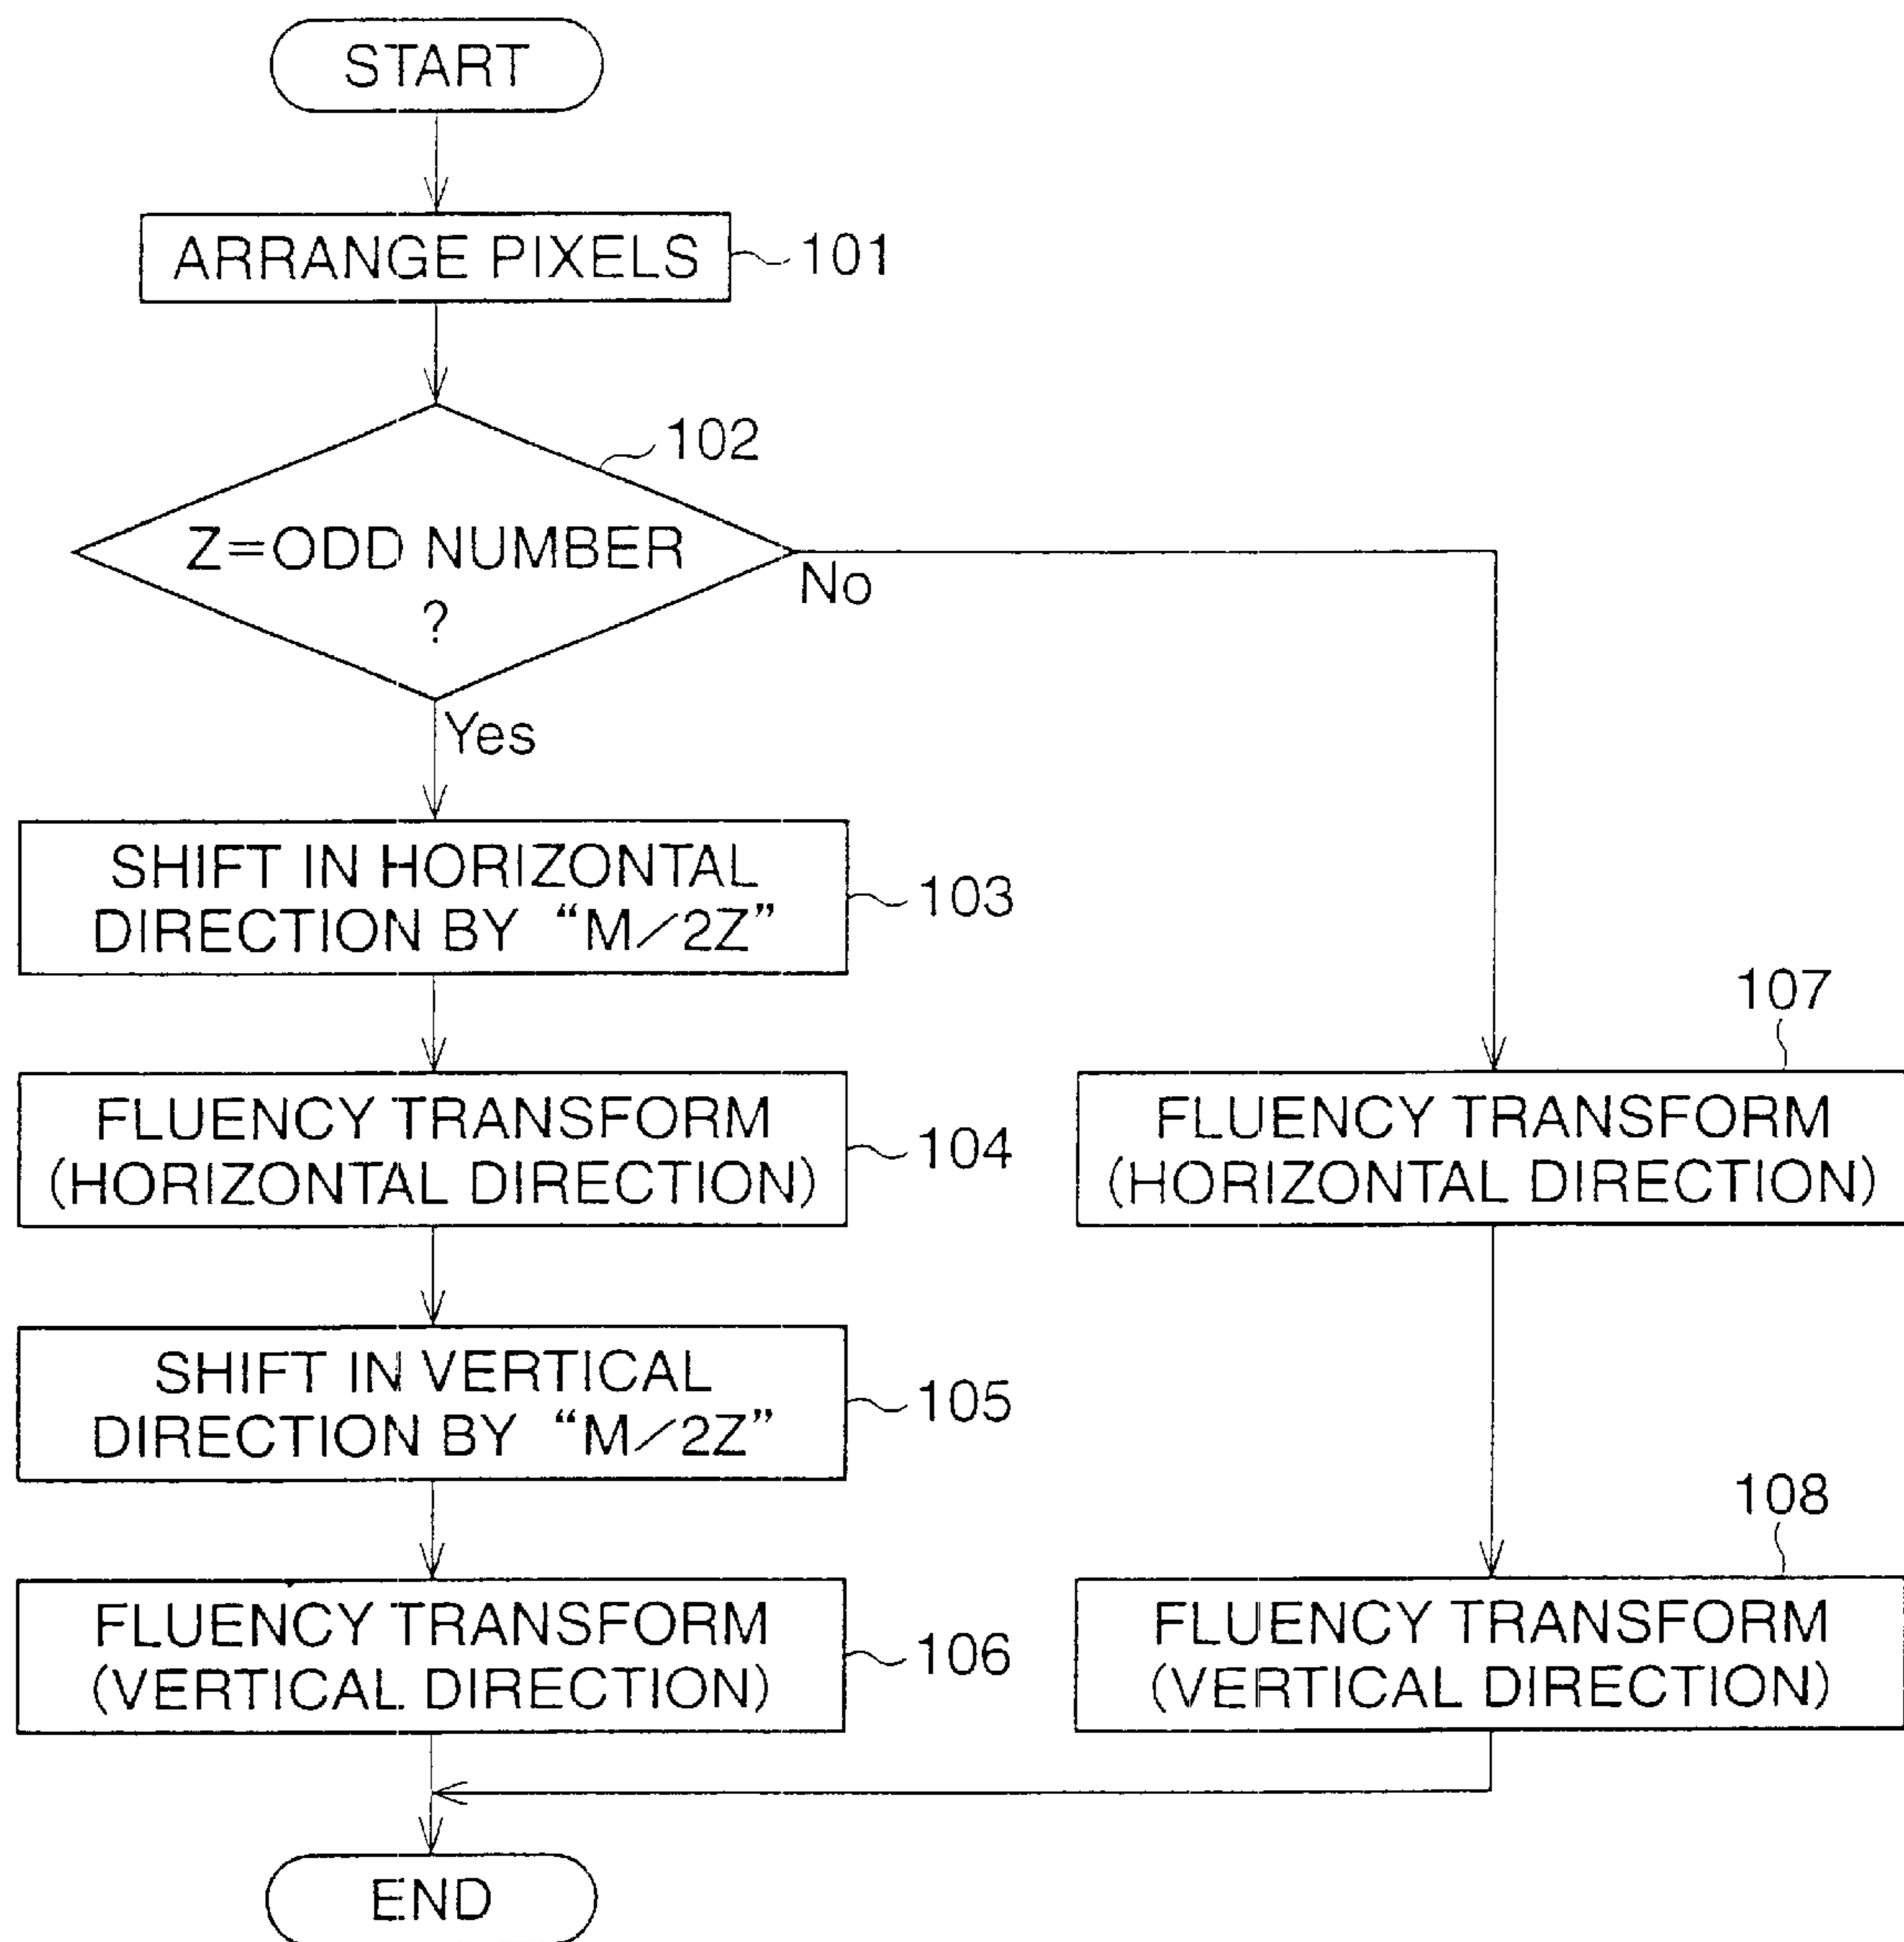 START
ARRANGE PIXELS
101
102
Z=ODD NUMBER
?
No
Yes
SHIFT IN HORIZONTAL
DIRECTION BY “M/2Z”
103
FLUENCY TRANSFORM
(HORIZONTAL DIRECTION)
104
107
FLUENCY TRANSFORM
(HORIZONTAL DIRECTION)
SHIFT IN VERTICAL
DIRECTION BY “M/2Z”
105
FLUENCY TRANSFORM
(VERTICAL DIRECTION)
106
108
FLUENCY TRANSFORM
(VERTICAL DIRECTION)
END